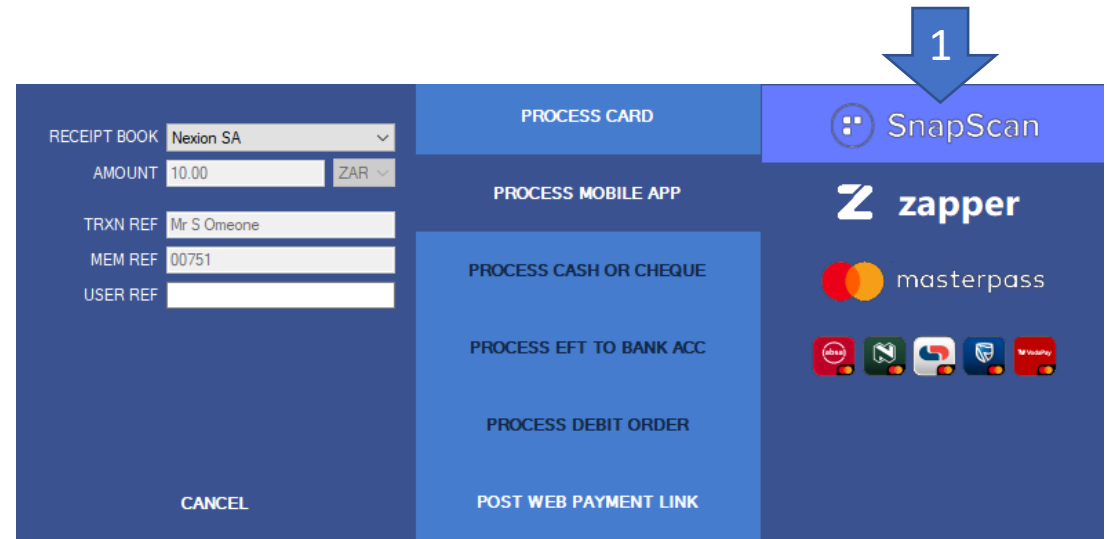 1
RECEIPT BOOK Nexion SA
AMOUNT 10.00 ZAR
TRXN REF Mr S Omeone
MEM REF 00751
USER REF
CANCEL
PROCESS CARD
PROCESS MOBILE APP
PROCESS CASH OR CHEQUE
PROCESS EFT TO BANK ACC
PROCESS DEBIT ORDER
POST WEB PAYMENT LINK
SnapScan
zapper
masterpass
absa
VodaPay